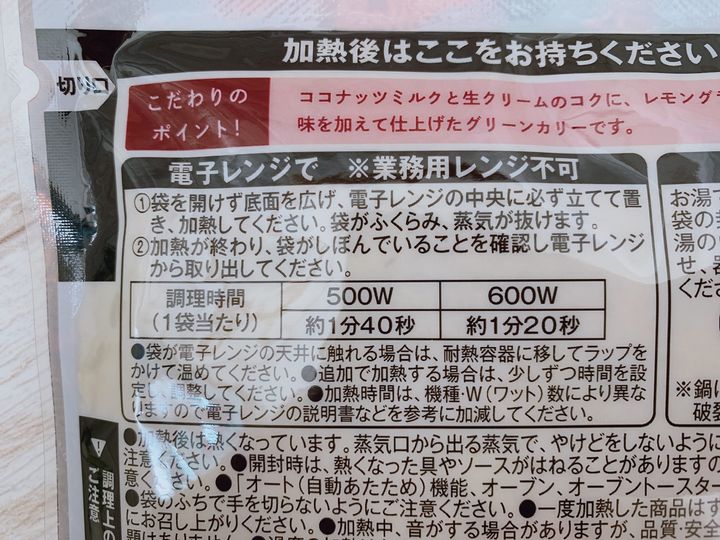 加熱後はここをお持ちください
切り口
こだわりの
ポイント!
ココナッツミルクと生クリームのコクに、レモングラ
味を加えて仕上げたグリーンカリーです。
電子レンジで ※業務用レンジ不可
①袋を開けず底面を広げ、電子レンジの中央に必ず立てて置
き、加熱してください。袋がふくらみ、蒸気が抜けます。
②加熱が終わり、袋がしぼんでいることを確認し電子レンジ
から取り出してください。
調理時間
(1袋当たり)
500W
600W
約1分40秒
約1分20秒
●袋が電子レンジの天井に触れる場合は、耐熱容器に移してラップを
かけて温めてください。●追加で加熱する場合は、少しずつ時間を設
定し、調整してください。●加熱時間は、機種・W(ワット)数により異な
りますので電子レンジの説明書などを参考に加減してください。
お湯
袋の
湯の
せ、
くださ
※鍋
破裂
調理上の
ご注意
●加熱後は熱くなっています。蒸気口から出る蒸気で、やけどをしないように
注意ください。●開封時は、熱くなった具やソースがはねることがありますの
意ください。●「オート(自動あたため)機能、オーブン、オーブントースター
●袋のふちで手を切らないようにご注意ください。●一度加熱した商品はす
にお召し上がりください。●加熱中、音がする場合がありますが、品質・安全